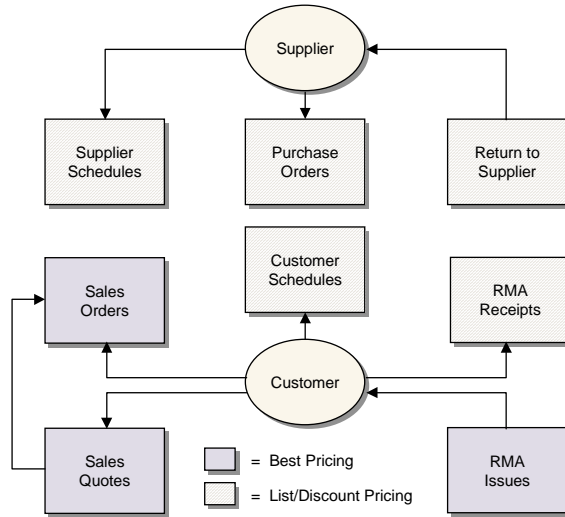 Supplier
Supplier
Schedules
Purchase
Orders
Return to
Supplier
Customer
Schedules
Sales
Orders
RMA
Receipts
Customer
Sales
Quotes
= Best Pricing
= List/Discount Pricing
RMA
Issues